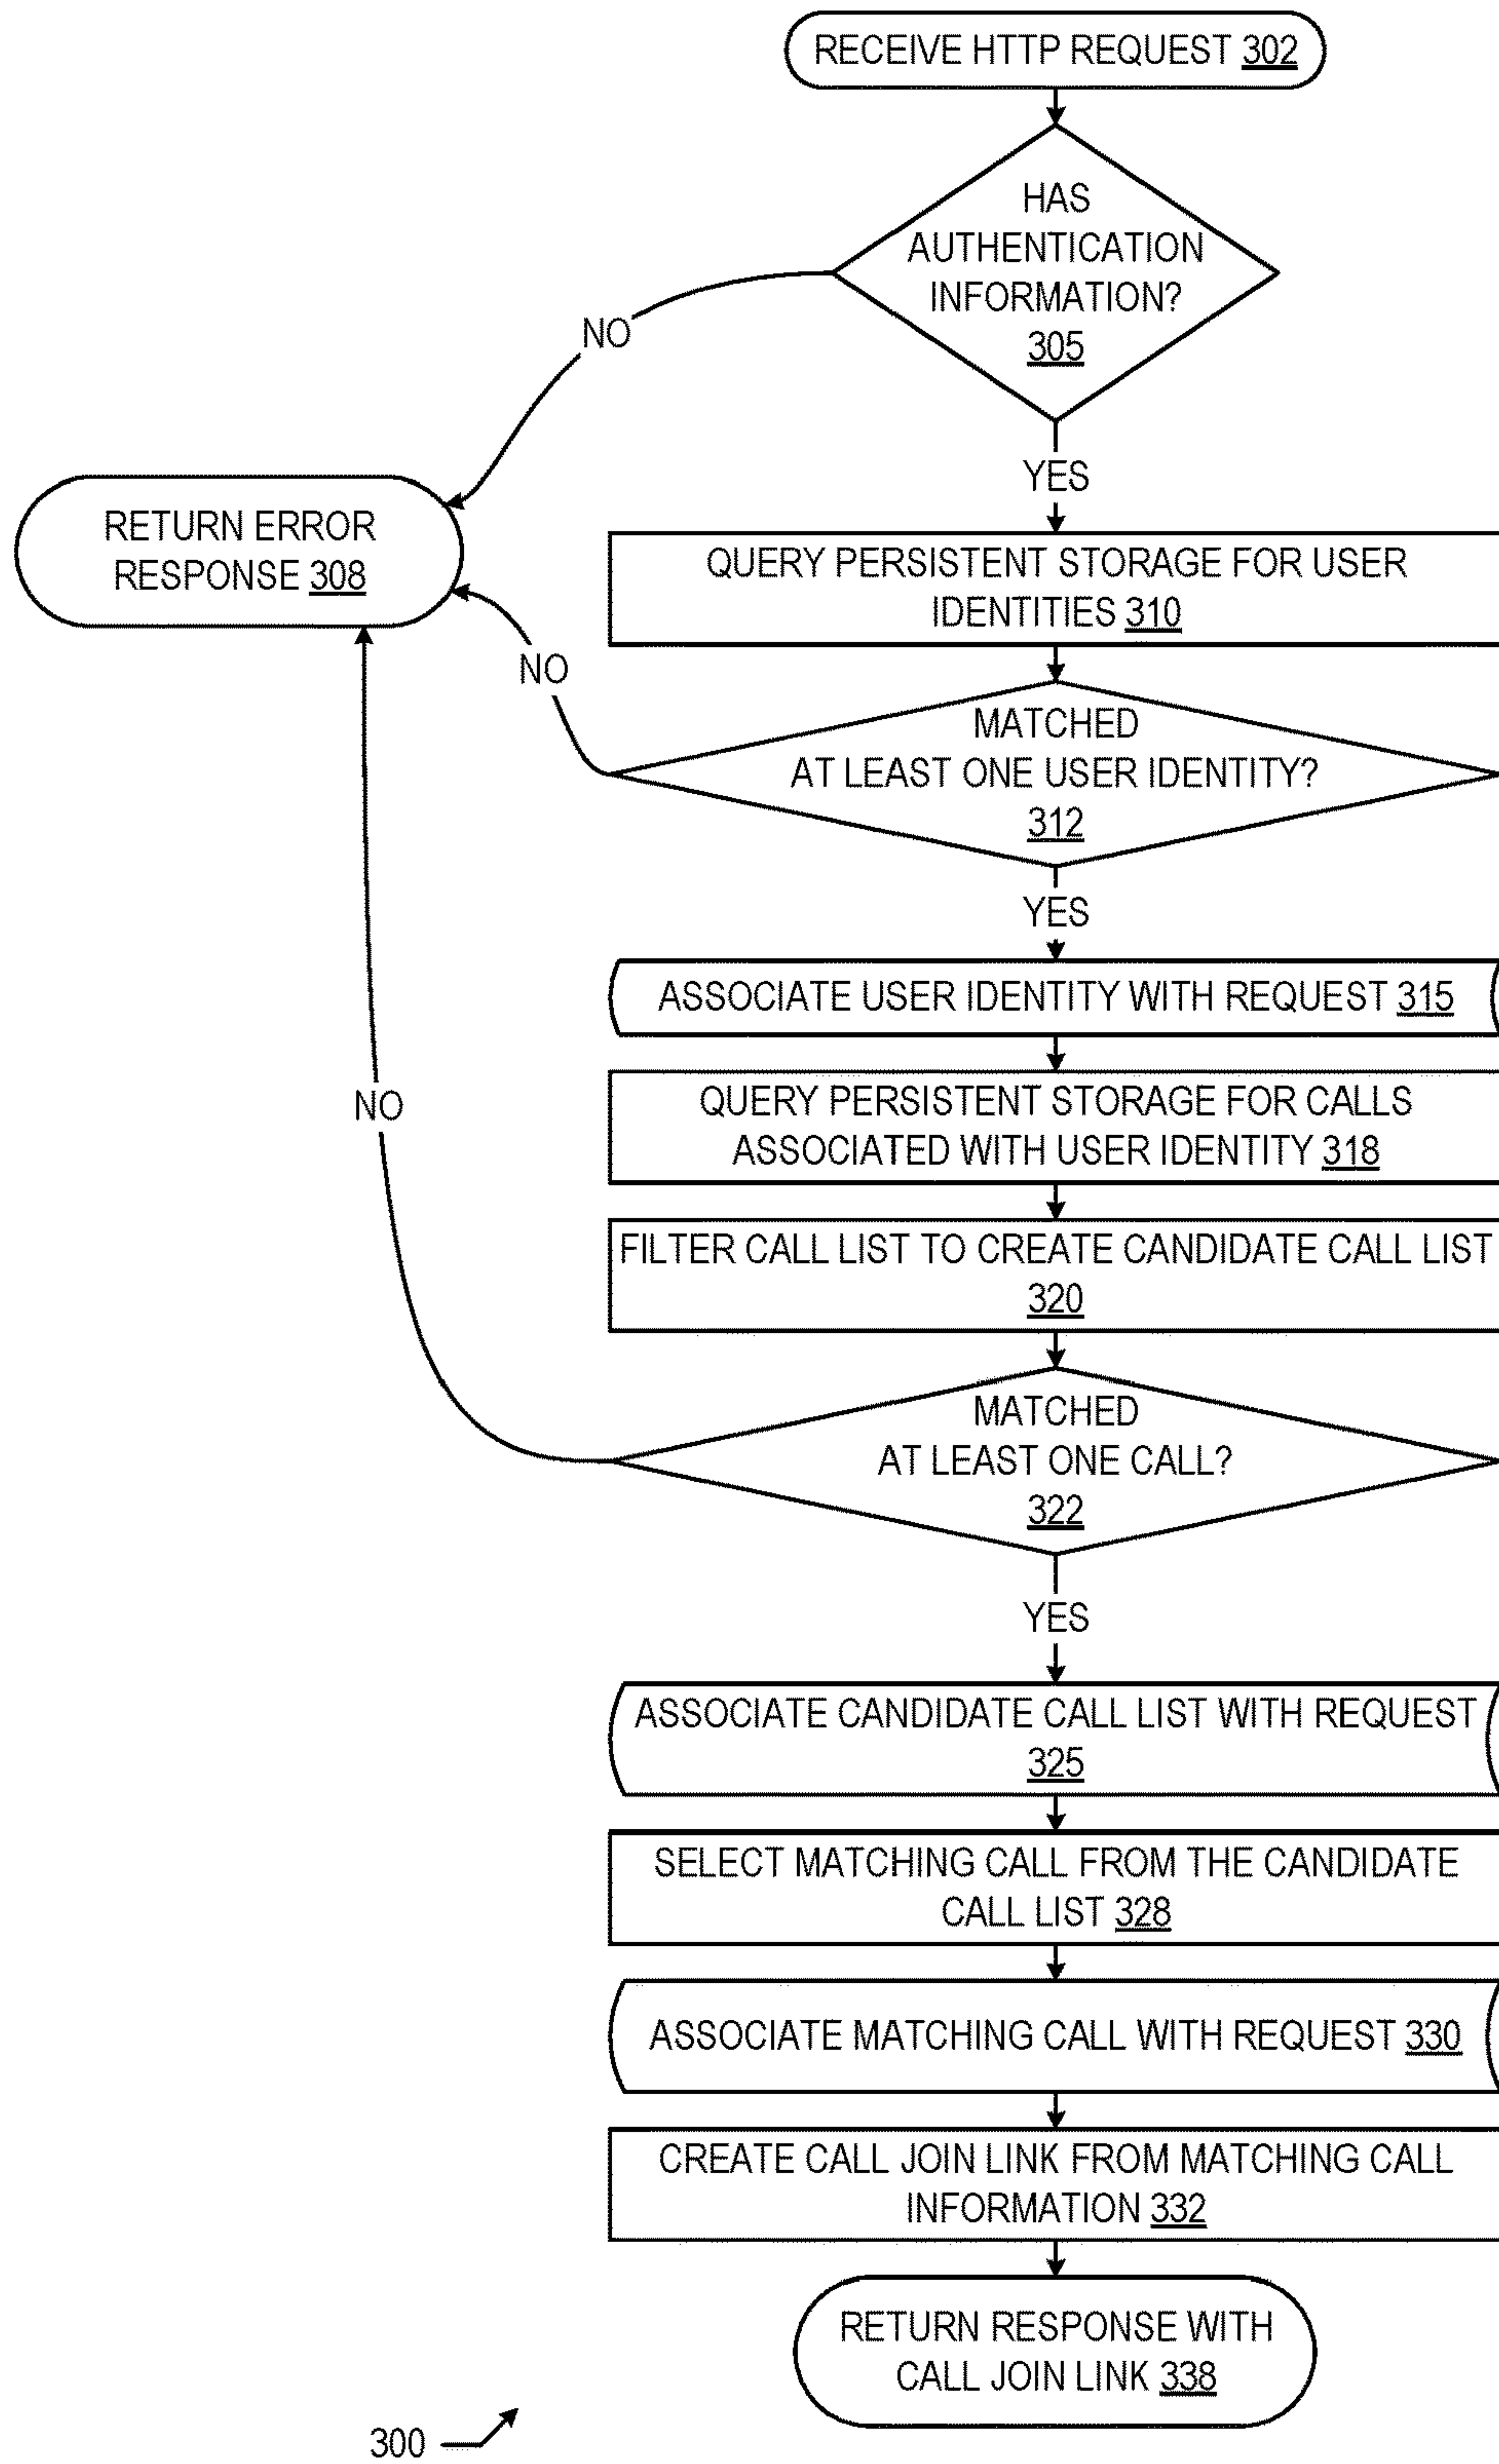 RECEIVE HTTP REQUEST 302
HAS
AUTHENTICATION
INFORMATION?
305
NO
YES
RETURN ERROR
RESPONSE 308
QUERY PERSISTENT STORAGE FOR USER
IDENTITIES 310
NO
MATCHED
AT LEAST ONE USER IDENTITY?
312
YES
ASSOCIATE USER IDENTITY WITH REQUEST 315
QUERY PERSISTENT STORAGE FOR CALLS
ASSOCIATED WITH USER IDENTITY 318
NO
FILTER CALL LIST TO CREATE CANDIDATE CALL LIST
320
MATCHED
AT LEAST ONE CALL?
322
YES
ASSOCIATE CANDIDATE CALL LIST WITH REQUEST
325
SELECT MATCHING CALL FROM THE CANDIDATE
CALL LIST 328
ASSOCIATE MATCHING CALL WITH REQUEST 330
CREATE CALL JOIN LINK FROM MATCHING CALL
INFORMATION 332
RETURN RESPONSE WITH
CALL JOIN LINK 338
300